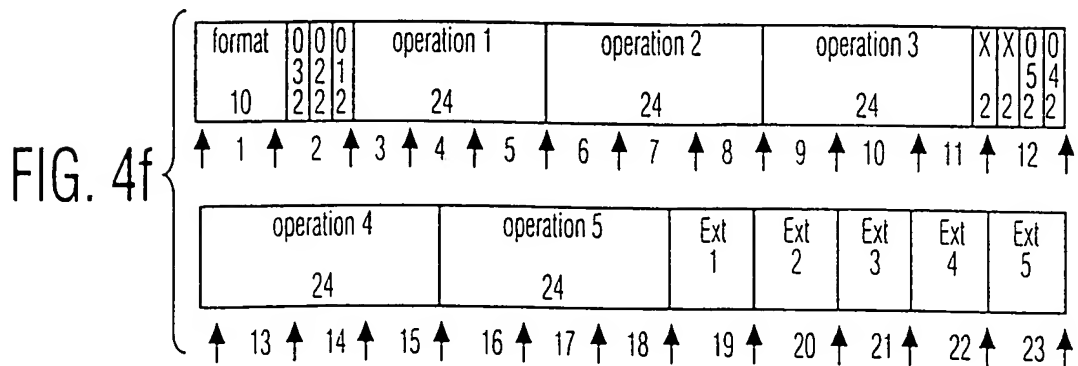 FIG. 4f
format 0 0 0 operation 1 operation 2 operation 3 X X 0 0
3 2 1 5 4
10 2 2 2 24 24 24 2 2 2 2
1 2 3 4 5 6 7 8 9 10 11 12
operation 4 operation 5 Ext Ext Ext Ext Ext
1 2 3 4 5
24 24
13 14 15 16 17 18 19 20 21 22 23